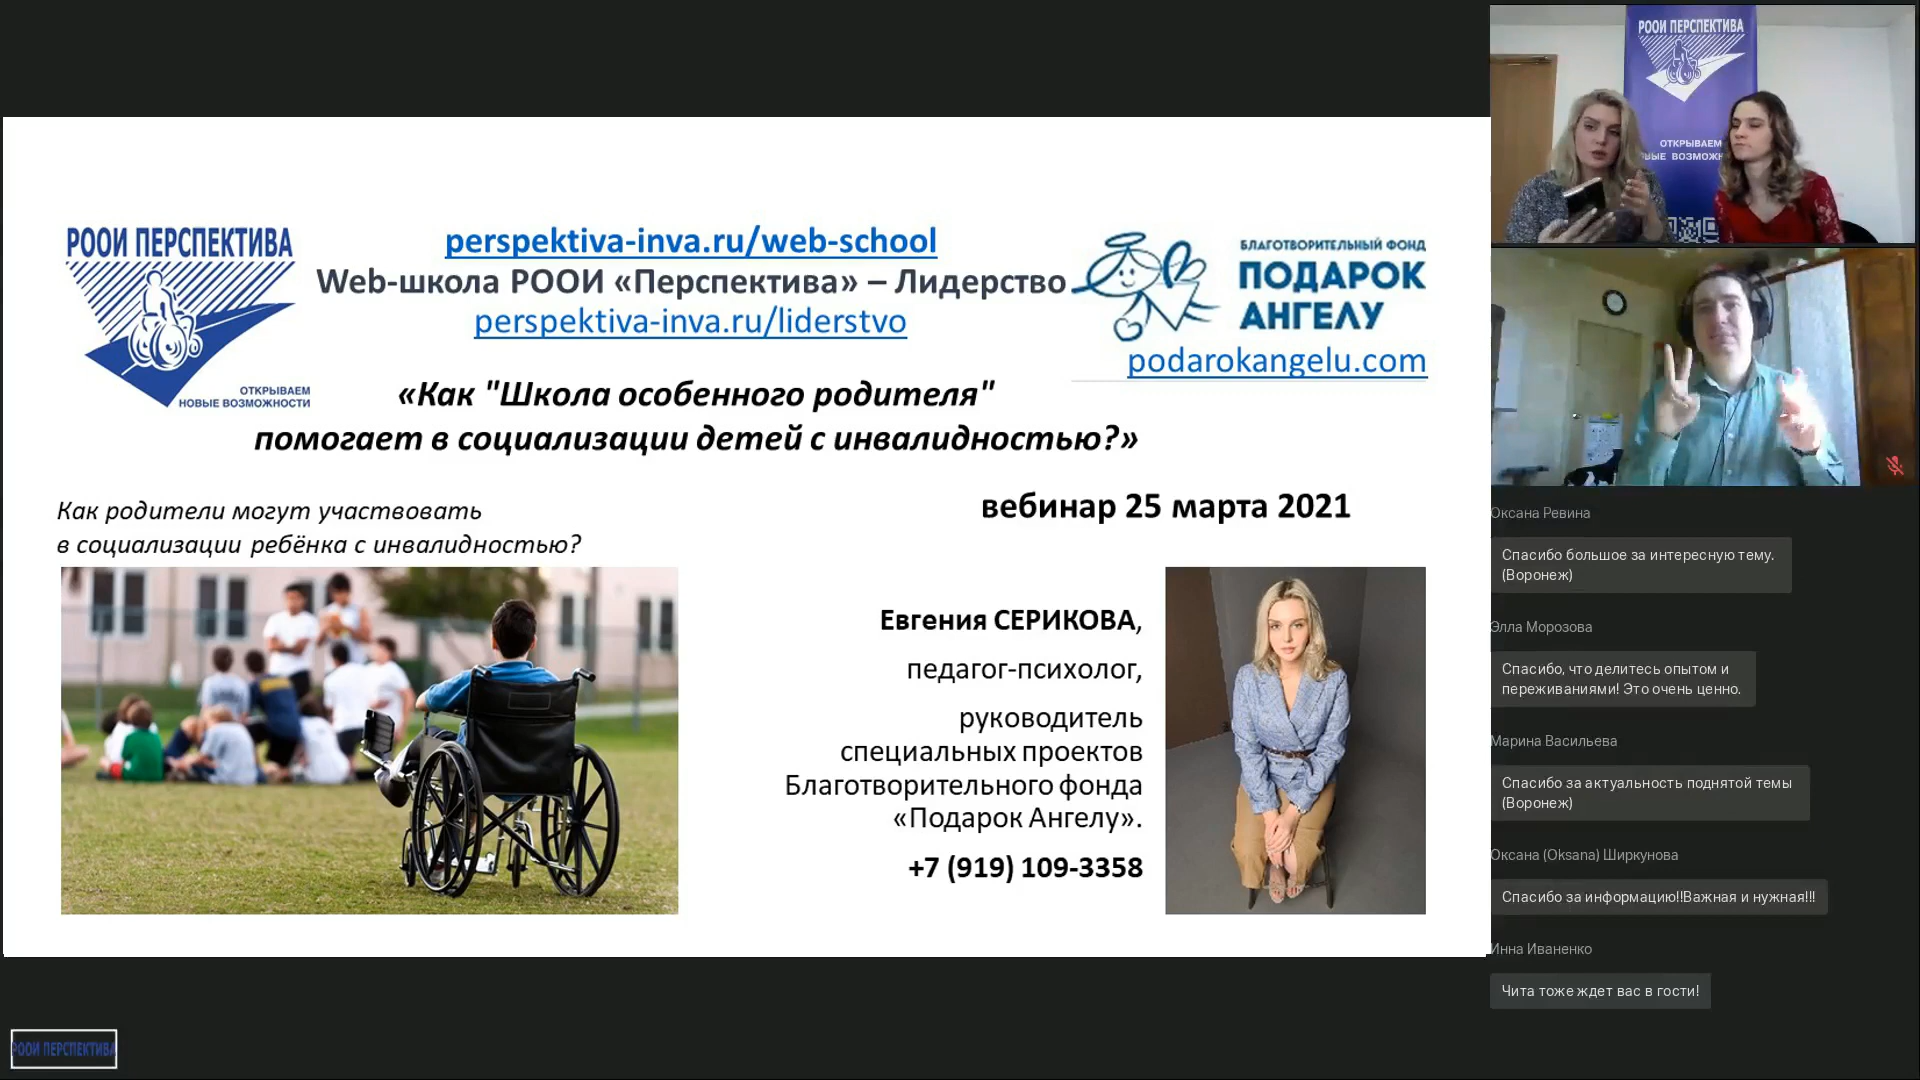 РООИ ПЕРСПЕКТИВА
ОТКРЫВАЕМ
НОВЫЕ ВОЗМОЖНОСТИ
perspektiva-inva.ru/web-school
Web-школа РООИ «Перспектива» – Лидерство
perspektiva-inva.ru/liderstvo
БЛАГОТВОРИТЕЛЬНЫЙ ФОНД
ПОДАРОК
АНГЕЛУ
podarokangelu.com
«Как "Школа особенного родителя"
помогает в социализации детей с инвалидностью?»
вебинар 25 марта 2021
Как родители могут участвовать
в социализации ребёнка с инвалидностью?
Евгения СЕРИКОВА,
педагог-психолог,
руководитель
специальных проектов
Благотворительного фонда
«Подарок Ангелу».
+7 (919) 109-3358
РООИ ПЕРСПЕКТИВА
РООИ ПЕРСПЕКТИВА
ОТКРЫВАЕМ
Оксана Ревина
Спасибо большое за интересную тему.
(Воронеж)
Элла Морозова
Спасибо, что делитесь опытом и
переживаниями! Это очень ценно.
Марина Васильева
Спасибо за актуальность поднятой темы
(Воронеж)
Оксана (Oksana) Ширкунова
Спасибо за информацию!!Важная и нужная!!!
Инна Иваненко
Чита тоже ждет вас в гости!